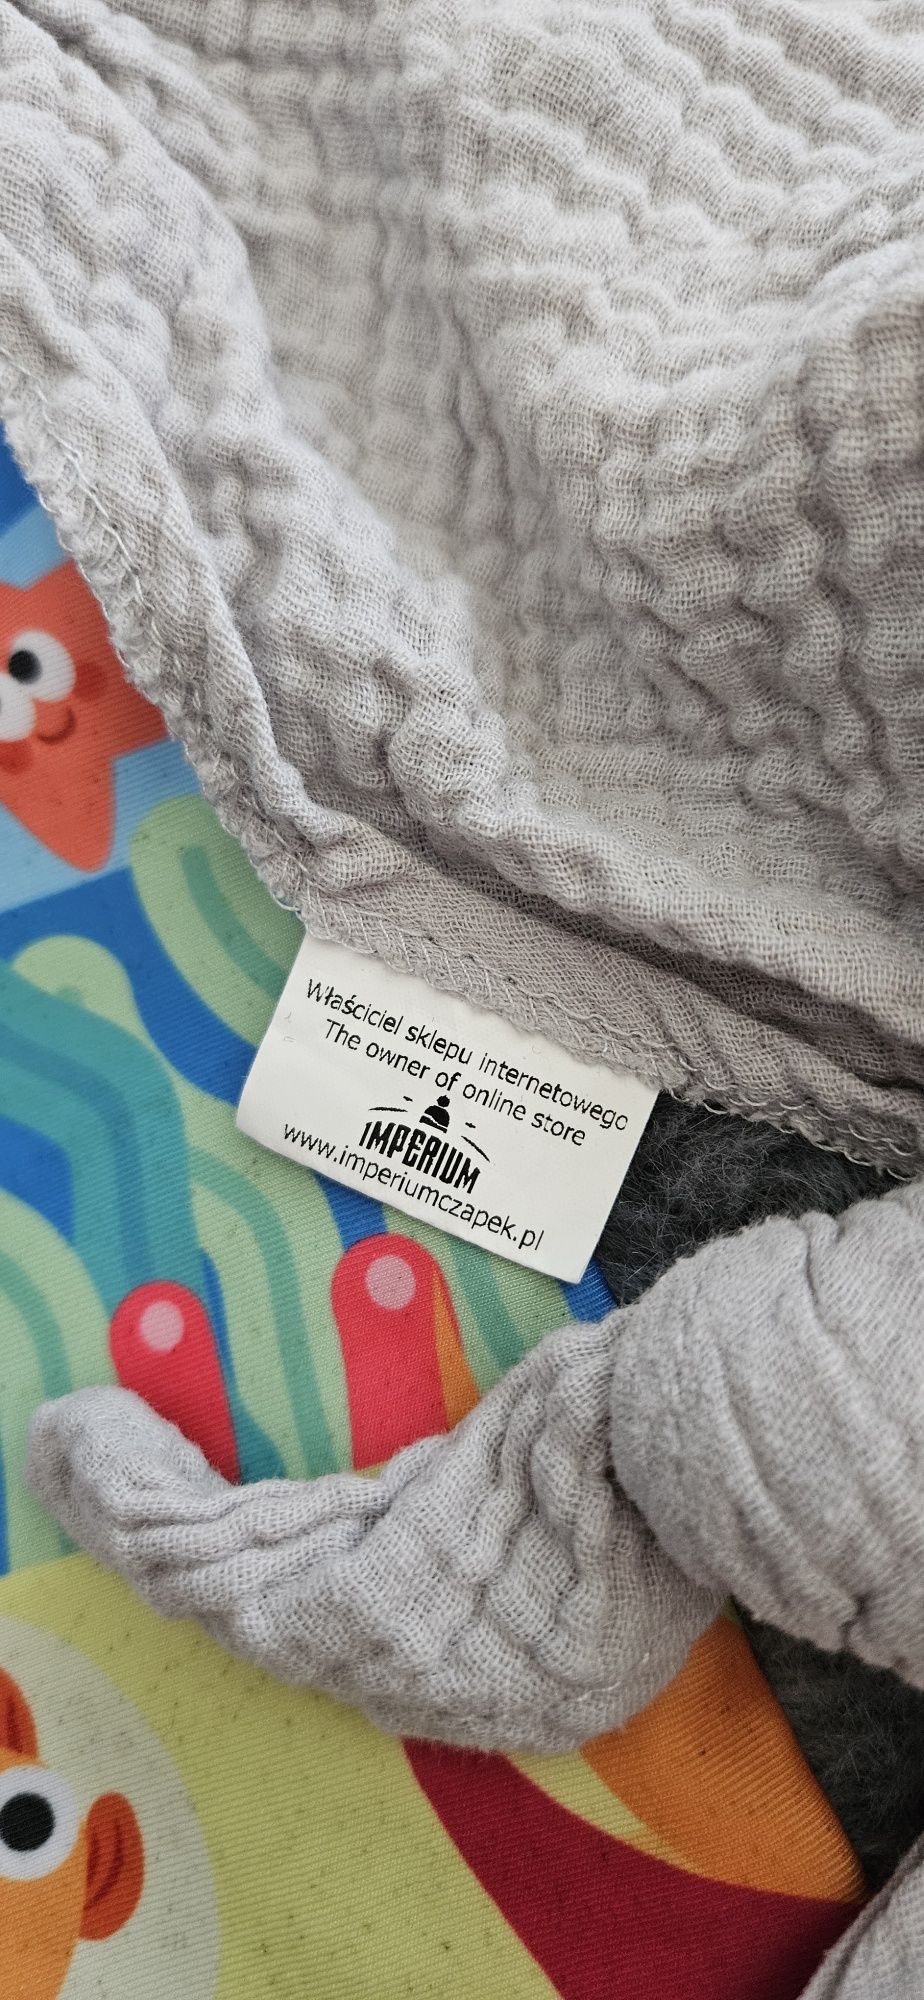 Właściciel sklepu internetowego
The owner of online store
IMPERIUM
www.imperiumczapek.pl